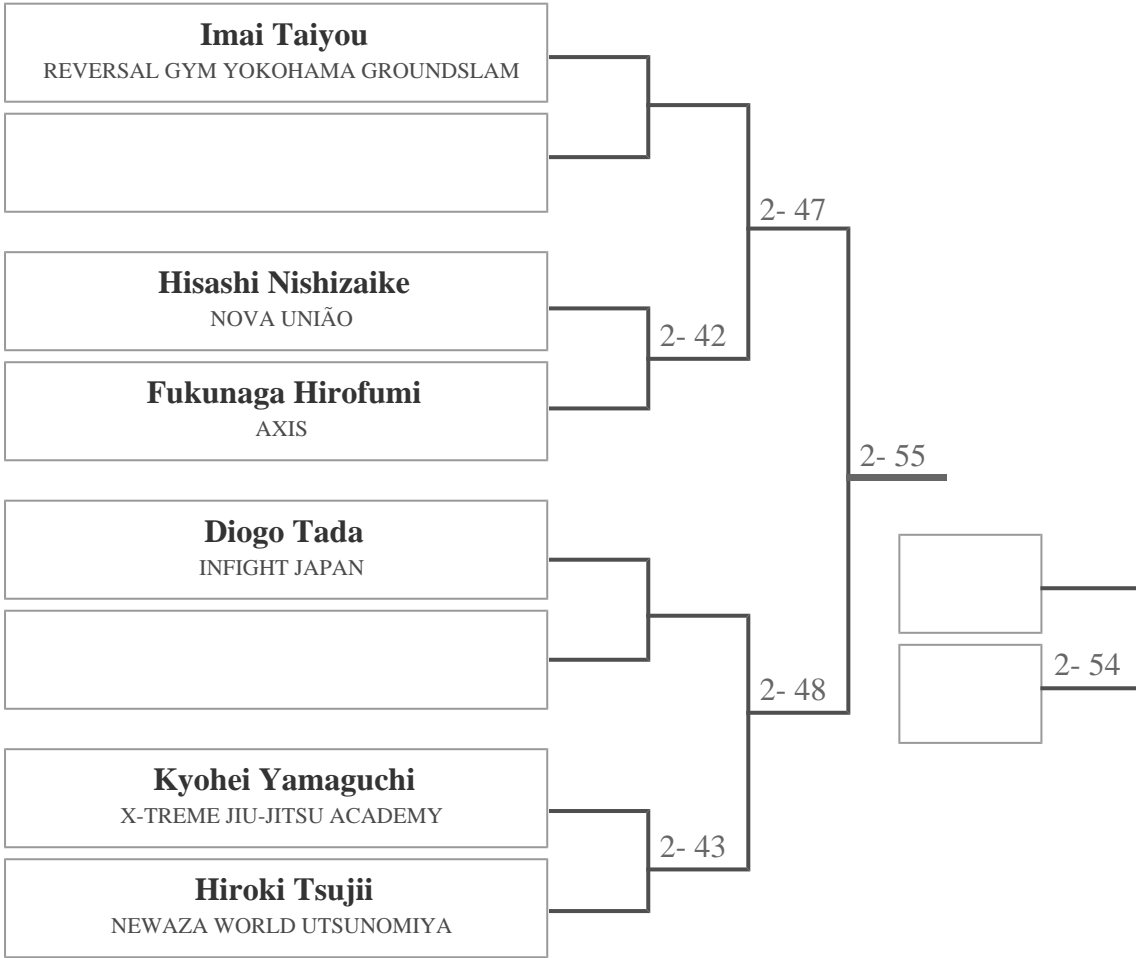 Imai Taiyou
REVERSAL GYM YOKOHAMA GROUNDSLAM
2- 47
Hisashi Nishizaike
NOVA UNIÃO
2- 42
Fukunaga Hirofumi
AXIS
2- 55
Diogo Tada
INFIGHT JAPAN
2- 54
2- 48
Kyohei Yamaguchi
X-TREME JIU-JITSU ACADEMY
2- 43
Hiroki Tsujii
NEWAZA WORLD UTSUNOMIYA